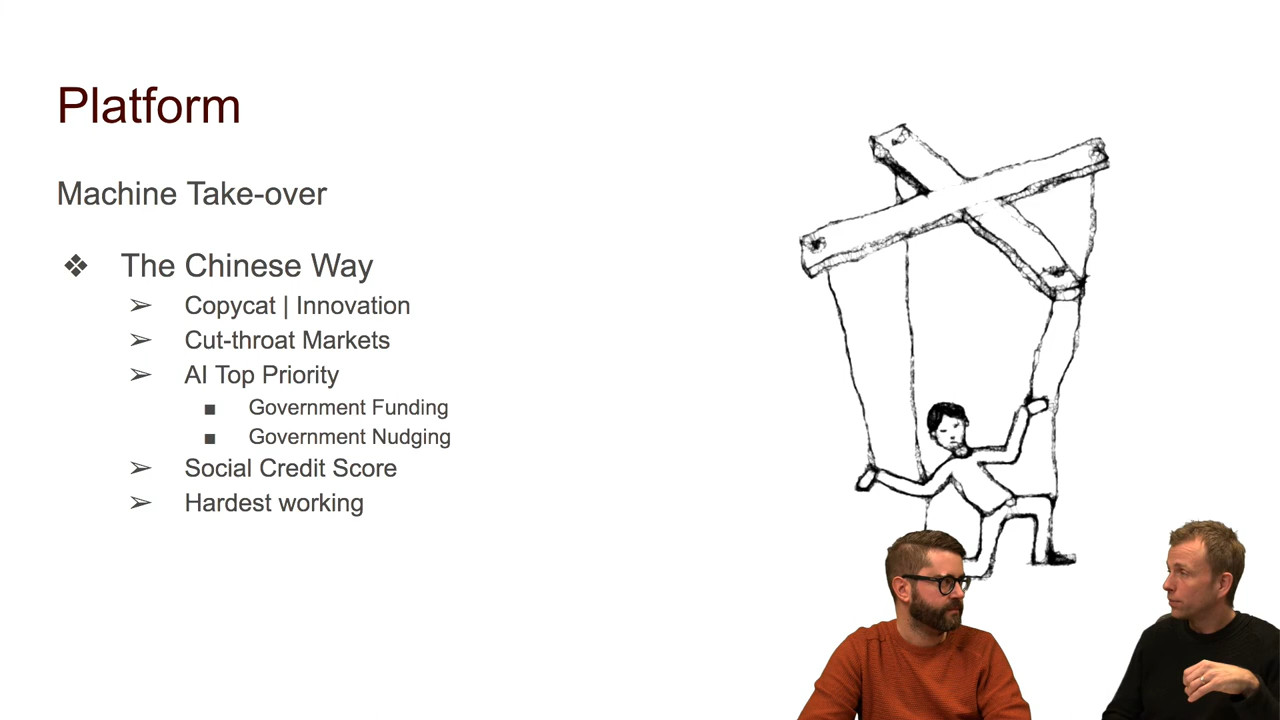 Platform
Machine Take-over
❖ The Chinese Way
➢ Copycat | Innovation
➢ Cut-throat Markets
➢ AI Top Priority
■ Government Funding
■ Government Nudging
➢ Social Credit Score
➢ Hardest working